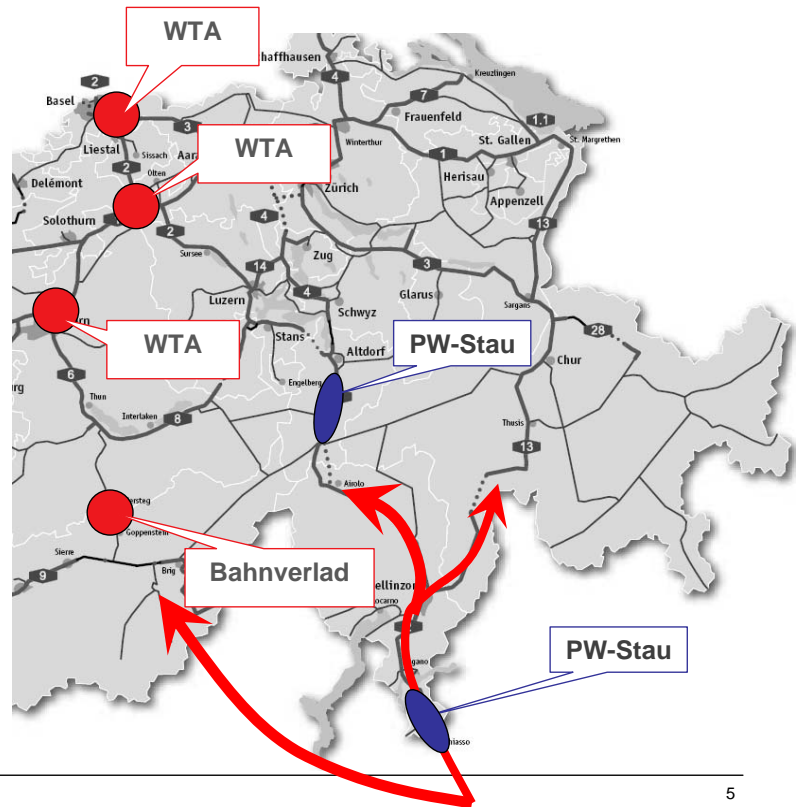 WTA
2
Basel
3
Liestal
Sissach
Olten
2
Delémont
WTA
Solothurn
2
Sursee
Luzern
14
WTA
6
Thun
Interlaken
8
4
Kreuzlingen
7
Frauenfeld
1.1
Winterthur
1
St. Gallen
St. Margrethen
Herisau
Appenzell
Zürich
4
13
Zug
4
3
Schwyz
Glarus
Sargans
Stans
Altdorf
Engelberg
PW-Stau
28
Chur
Thusis
13
Airolo
Goppenstein
Sierre
9
Brig
Bahnverlad
PW-Stau
5